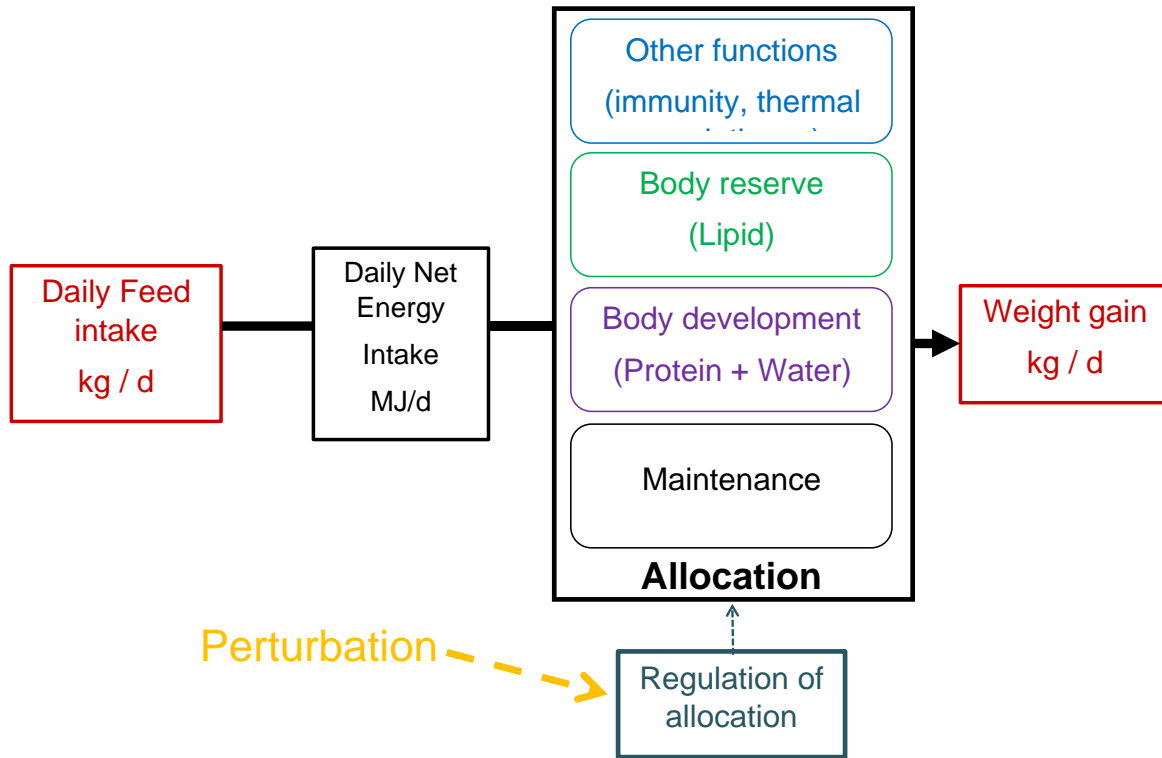 Other functions
(immunity, thermal
Body reserve
(Lipid)
Body development
(Protein + Water)
Maintenance
Allocation
Daily Feed
intake
kg / d
Daily Net
Energy
Intake
MJ/d
Weight gain
kg / d
Perturbation
Regulation of
allocation